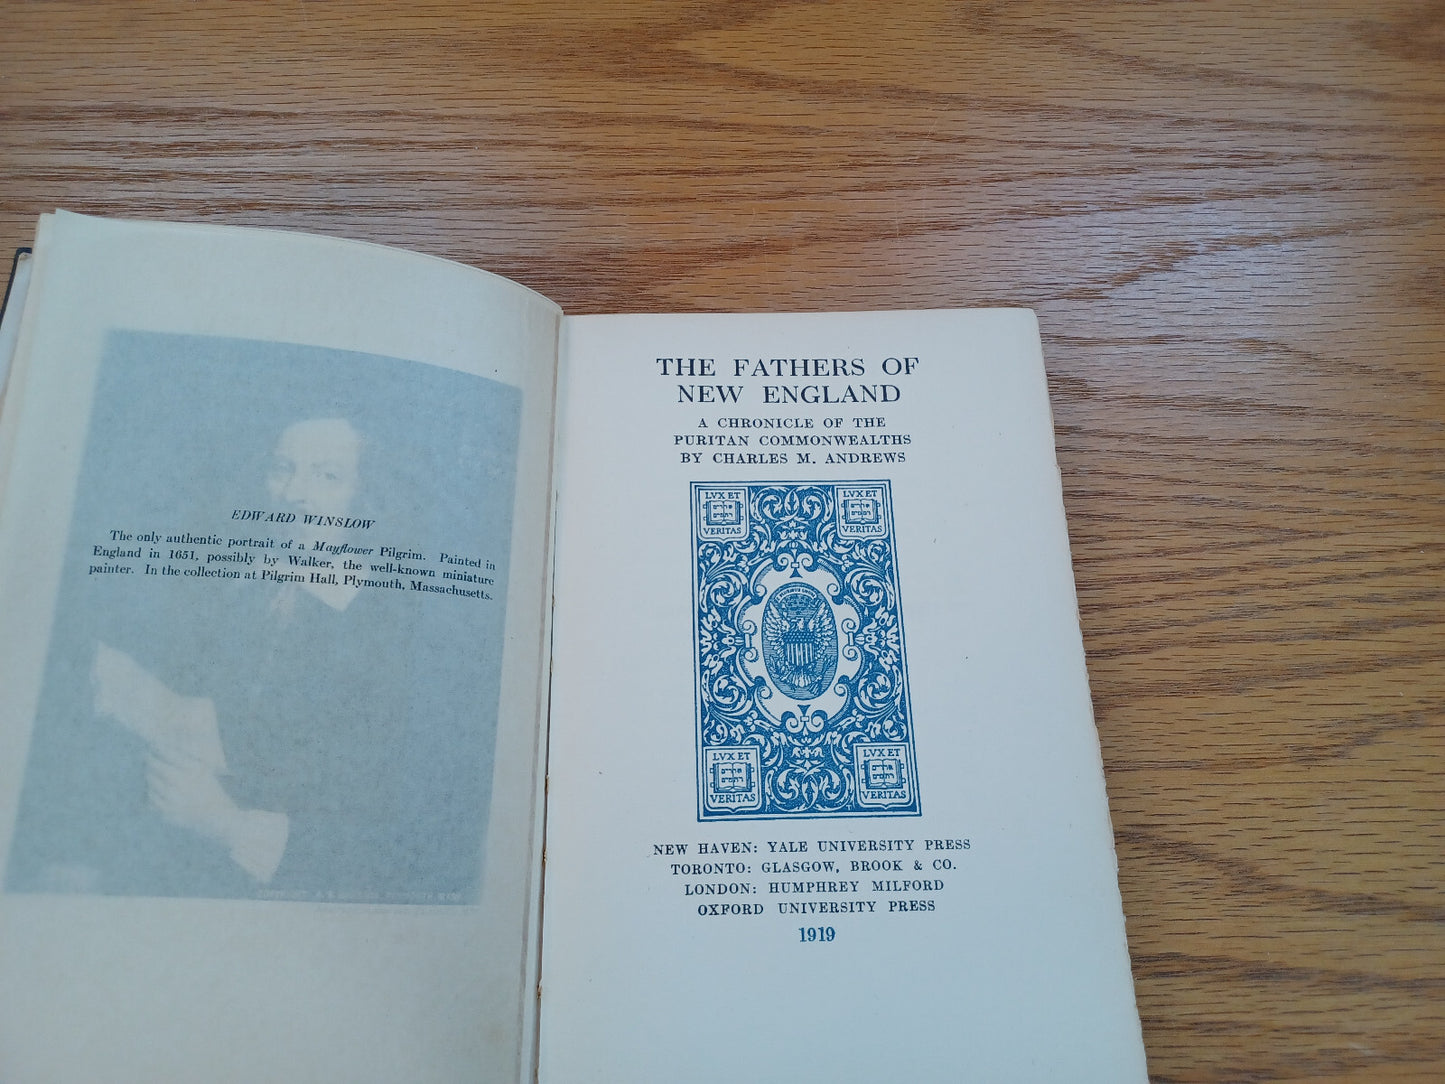 EDWARD WINSLOW
The only authentic portrait of a Mayflower Pilgrim. Painted in
England in 1651, possibly by Walker, the well-known miniature
painter. In the collection at Pilgrim Hall, Plymouth, Massachusetts.
THE FATHERS OF
NEW ENGLAND
A CHRONICLE OF THE
PURITAN COMMONWEALTHS
BY CHARLES M. ANDREWS
LVX ET
VERITAS
LVX ET
VERITAS
LVX ET
VERITAS
LVX ET
VERITAS
NEW HAVEN: YALE UNIVERSITY PRESS
TORONTO: GLASGOW, BROOK & CO.
LONDON: HUMPHREY MILFORD
OXFORD UNIVERSITY PRESS
1919